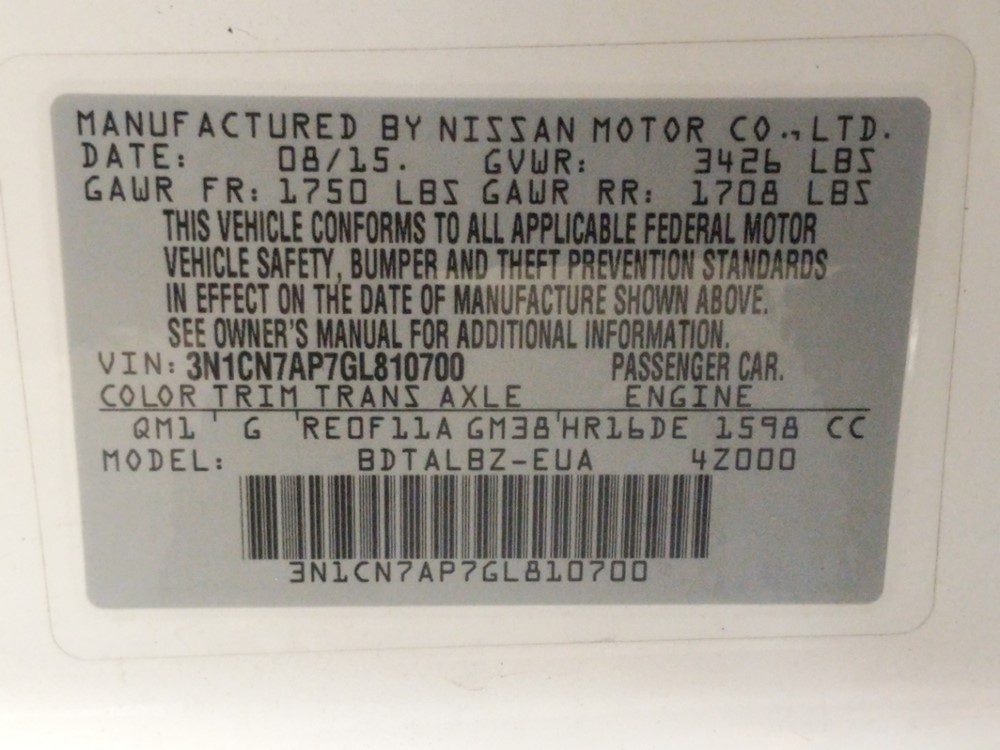 MANUFACTURED BY NISSAN MOTOR CO., LTD.
DATE: 08/15. GVWR: 3426 LBS
GAWR FR: 1750 LBS GAWR RR: 1708 LBS
THIS VEHICLE CONFORMS TO ALL APPLICABLE FEDERAL MOTOR
VEHICLE SAFETY, BUMPER AND THEFT PREVENTION STANDARDS
IN EFFECT ON THE DATE OF MANUFACTURE SHOWN ABOVE.
SEE OWNER'S MANUAL FOR ADDITIONAL INFORMATION.
VIN: 3N1CN7AP7GL810700 PASSENGER CAR.
COLOR TRIM TRANS AXLE ENGINE
QM1 ' G 'RE0F11A GM38'HR16DE 1598 CC
MODEL: BDTALBZ-EUA 4Z000
3N1CN7AP7GL810700